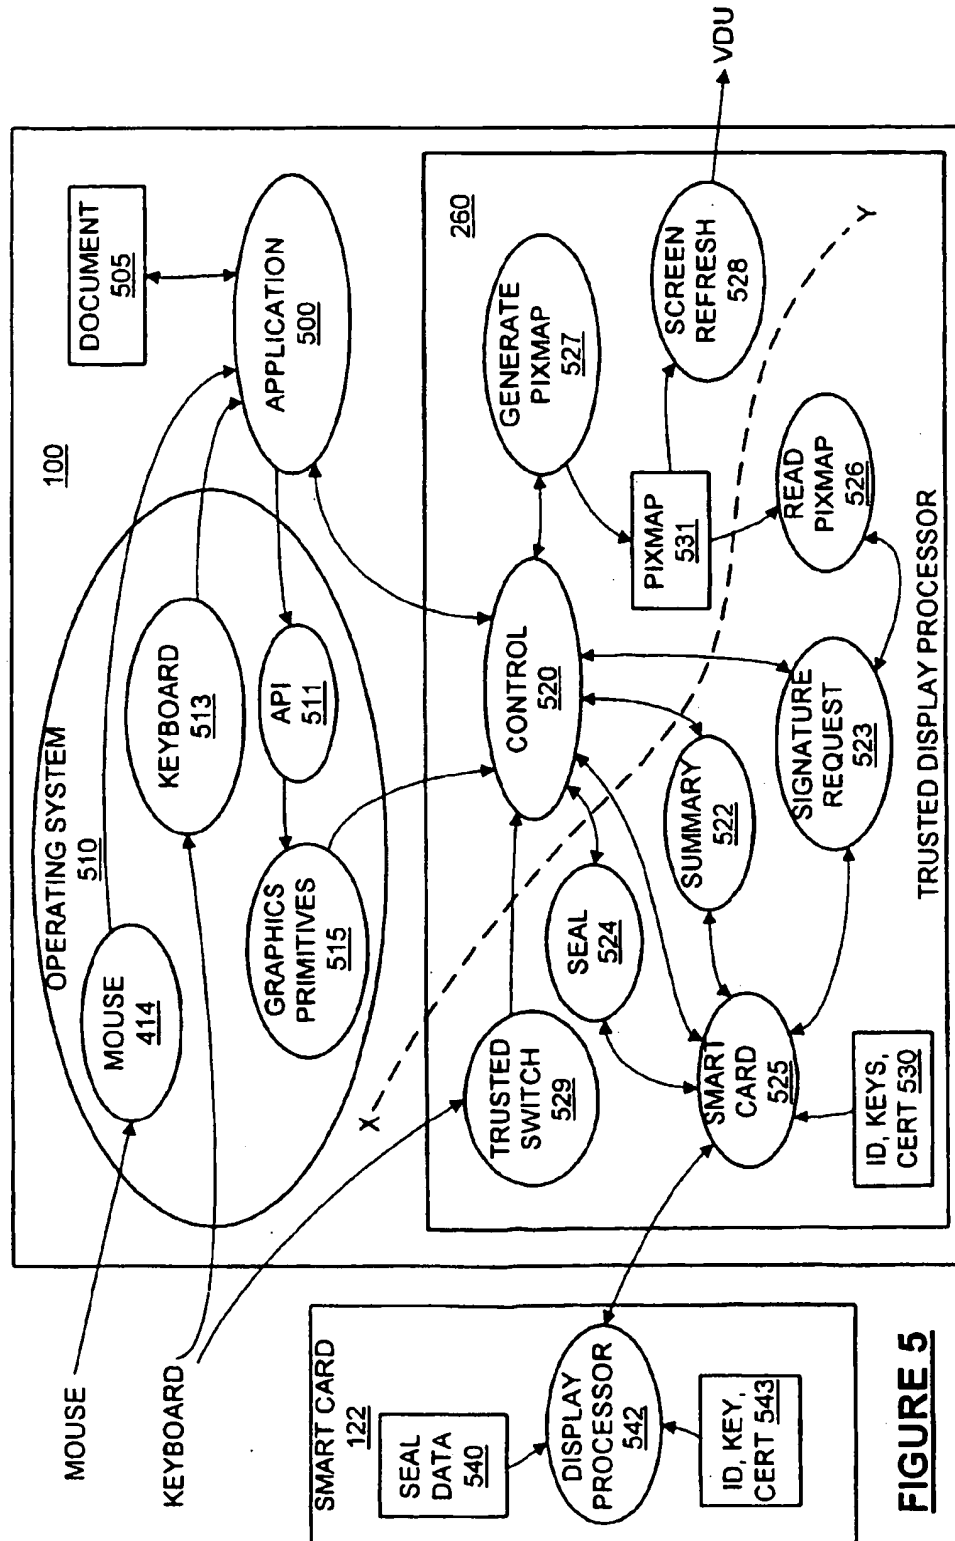 MOUSE
KEYBOARD
100
OPERATING SYSTEM
510
MOUSE
414
KEYBOARD
513
API
511
GRAPHICS
PRIMITIVES
515
DOCUMENT
505
APPLICATION
500
X
260
TRUSTED
SWITCH
529
CONTROL
520
GENERATE
PIXMAP
527
SEAL
524
PIXMAP
531
SCREEN
REFRESH
528
VDU
Y
SMART
CARD
525
SUMMARY
522
SIGNATURE
REQUEST
523
READ
PIXMAP
526
ID, KEYS,
CERT 530
TRUSTED DISPLAY PROCESSOR
SMART CARD
122
SEAL
DATA
540
DISPLAY
PROCESSOR
542
ID, KEY,
CERT 543
FIGURE 5